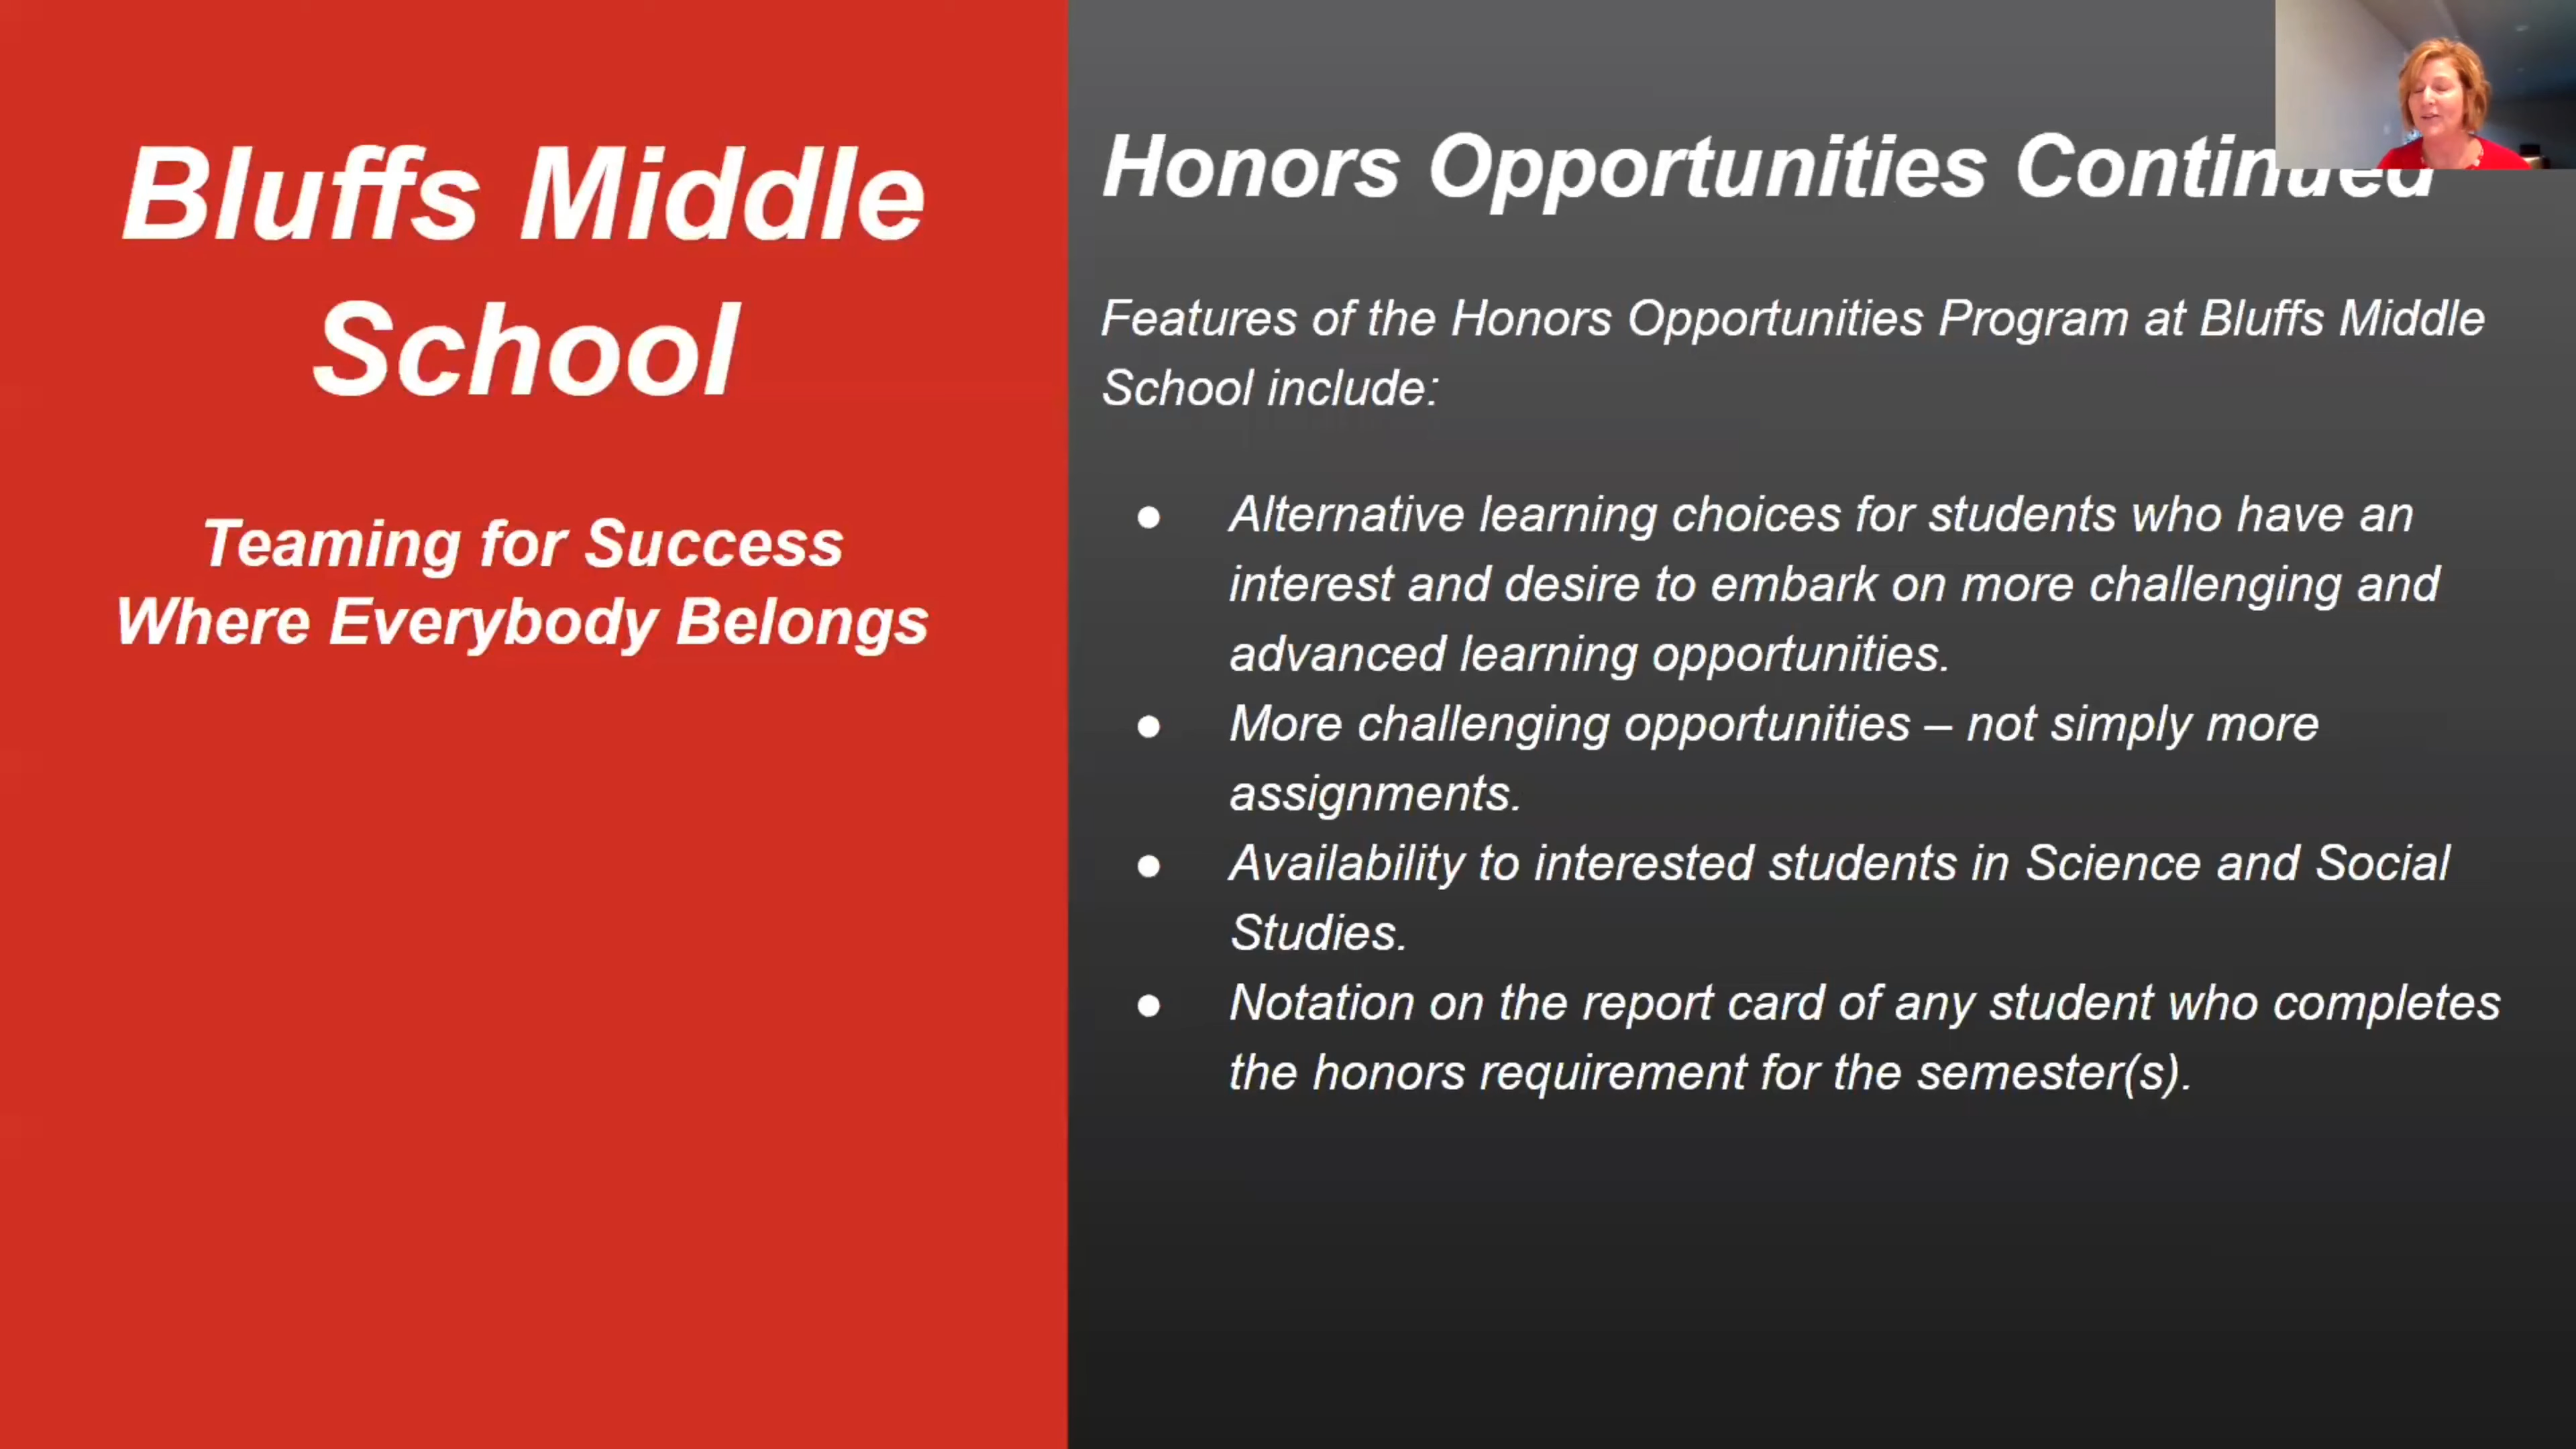 Bluffs Middle
School
Teaming for Success
Where Everybody Belongs
Honors Opportunities Continued
Features of the Honors Opportunities Program at Bluffs Middle
School include:
● Alternative learning choices for students who have an
interest and desire to embark on more challenging and
advanced learning opportunities.
● More challenging opportunities – not simply more
assignments.
● Availability to interested students in Science and Social
Studies.
● Notation on the report card of any student who completes
the honors requirement for the semester(s).